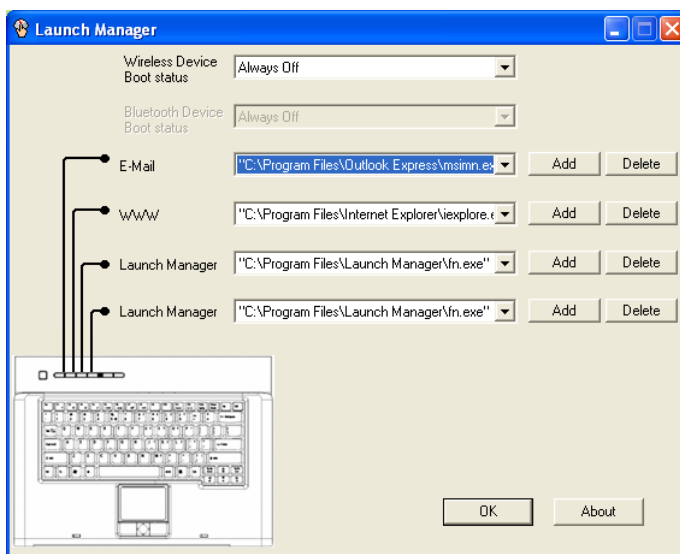 Launch Manager
Wireless Device
Boot status
Always Off
Bluetooth Device
Boot status
Always Off
E-Mail
"C:\Program Files\Outlook Express\msimn.ex
Add
Delete
WWW
"C:\Program Files\Internet Explorer\iexplore.e
Add
Delete
Launch Manager
"C:\Program Files\Launch Manager\fn.exe"
Add
Delete
Launch Manager
"C:\Program Files\Launch Manager\fn.exe"
Add
Delete
OK
About